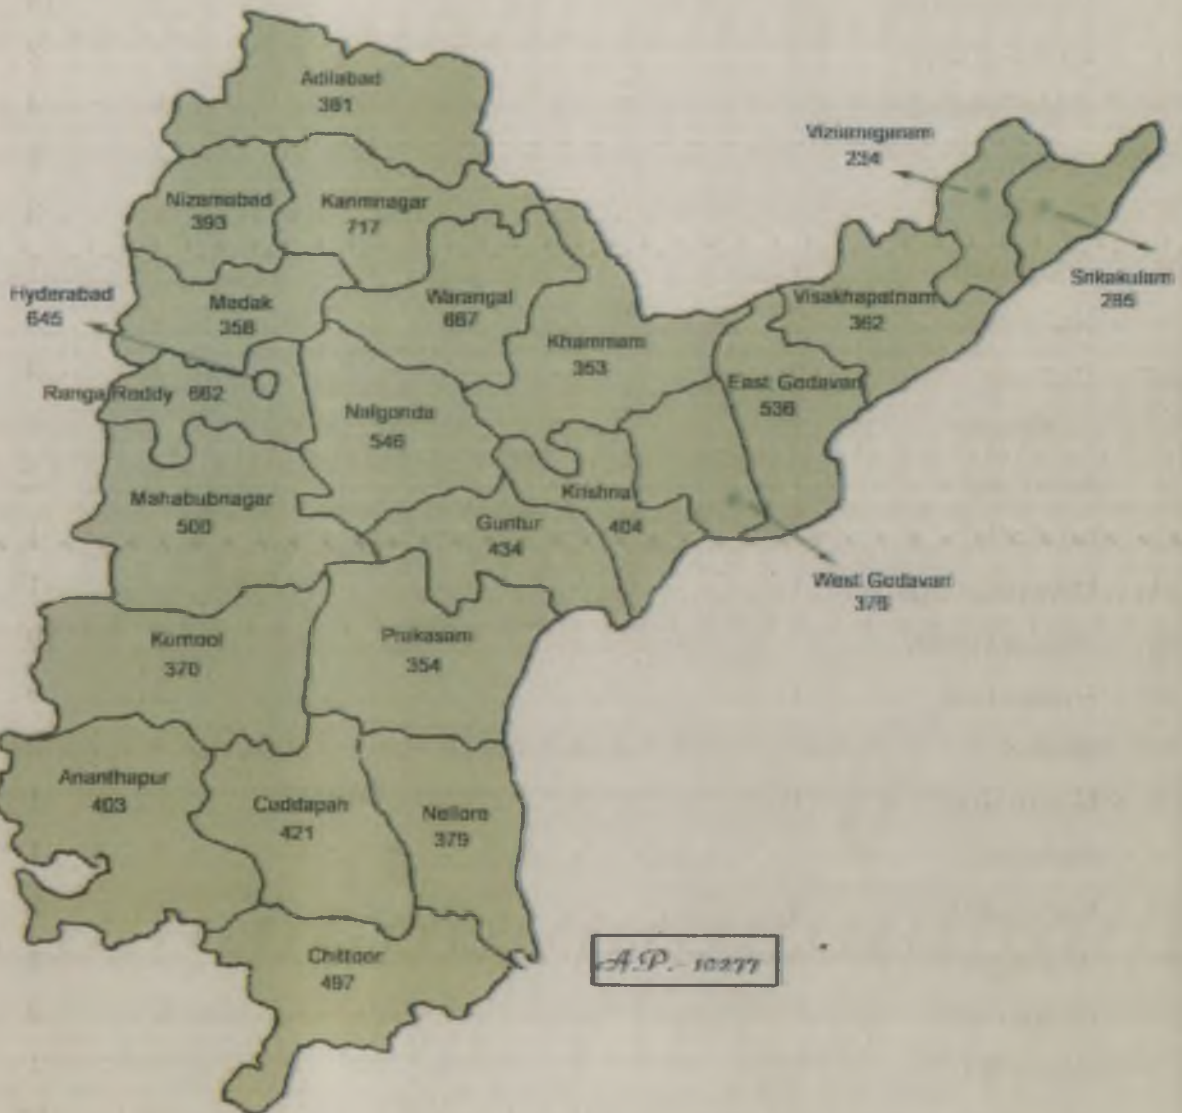 Adilabad
381
Vizianagaram
234
Nizamabad
393
Karimnagar
717
Srikakulam
285
Hyderabad
645
Medak
358
Warangal
667
Visakhapatnam
362
Khammam
353
Ranga Reddy 662
East Godavari
536
Nalgonda
546
Mahabubnagar
500
Krishna
404
Guntur
434
West Godavari
378
Kurnool
370
Prakasam
354
Ananthapur
403
Cuddapah
421
Nellore
379
Chittoor
497
A.P.- 10277